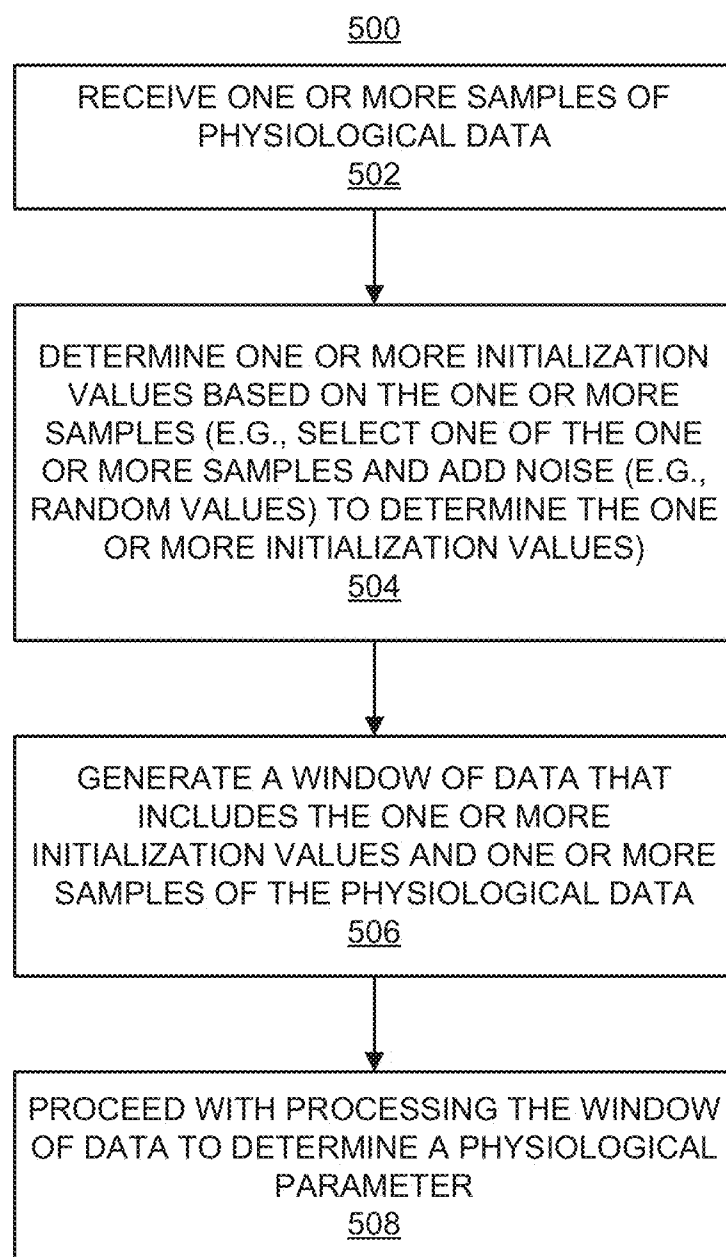 500
RECEIVE ONE OR MORE SAMPLES OF
PHYSIOLOGICAL DATA
502
DETERMINE ONE OR MORE INITIALIZATION
VALUES BASED ON THE ONE OR MORE
SAMPLES (E.G., SELECT ONE OF THE ONE
OR MORE SAMPLES AND ADD NOISE (E.G.,
RANDOM VALUES) TO DETERMINE THE ONE
OR MORE INITIALIZATION VALUES)
504
GENERATE A WINDOW OF DATA THAT
INCLUDES THE ONE OR MORE
INITIALIZATION VALUES AND ONE OR MORE
SAMPLES OF THE PHYSIOLOGICAL DATA
506
PROCEED WITH PROCESSING THE WINDOW
OF DATA TO DETERMINE A PHYSIOLOGICAL
PARAMETER
508